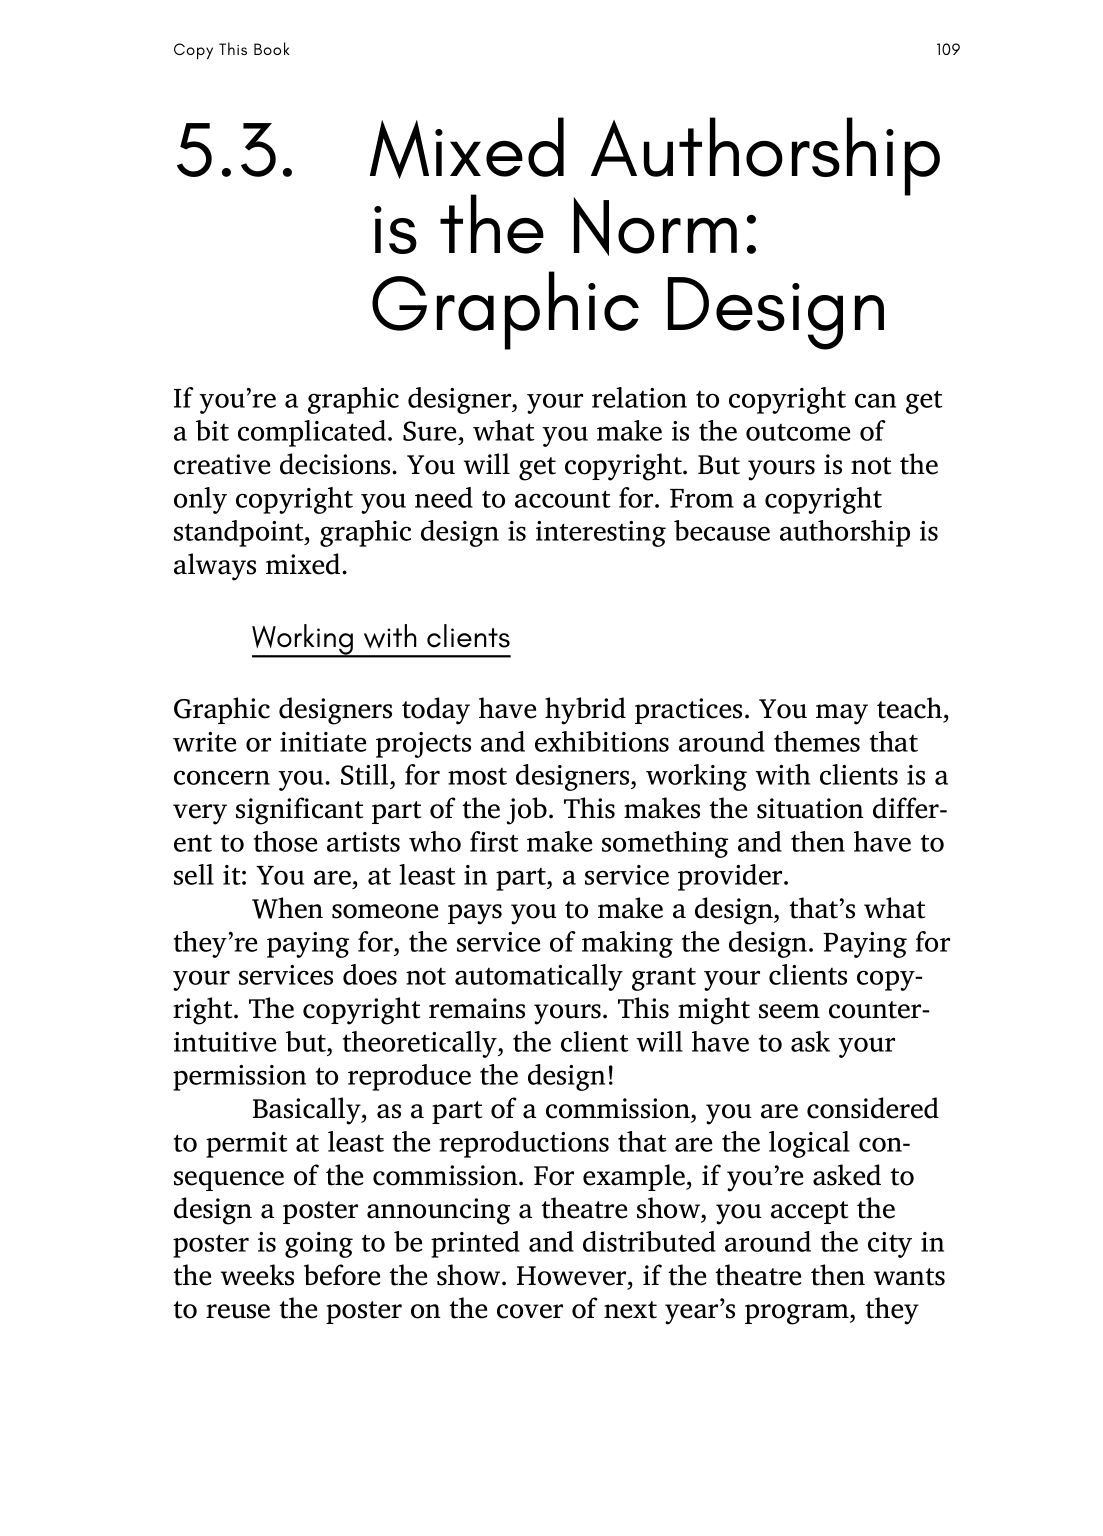 Copy This Book 109
5.3. Mixed Authorship
is the Norm:
Graphic Design
If you’re a graphic designer, your relation to copyright can get
a bit complicated. Sure, what you make is the outcome of
creative decisions. You will get copyright. But yours is not the
only copyright you need to account for. From a copyright
standpoint, graphic design is interesting because authorship is
always mixed.
Working with clients
Graphic designers today have hybrid practices. You may teach,
write or initiate projects and exhibitions around themes that
concern you. Still, for most designers, working with clients is a
very significant part of the job. This makes the situation differ-
ent to those artists who first make something and then have to
sell it: You are, at least in part, a service provider.
When someone pays you to make a design, that’s what
they’re paying for, the service of making the design. Paying for
your services does not automatically grant your clients copy-
right. The copyright remains yours. This might seem counter-
intuitive but, theoretically, the client will have to ask your
permission to reproduce the design!
Basically, as a part of a commission, you are considered
to permit at least the reproductions that are the logical con-
sequence of the commission. For example, if you’re asked to
design a poster announcing a theatre show, you accept the
poster is going to be printed and distributed around the city in
the weeks before the show. However, if the theatre then wants
to reuse the poster on the cover of next year’s program, they